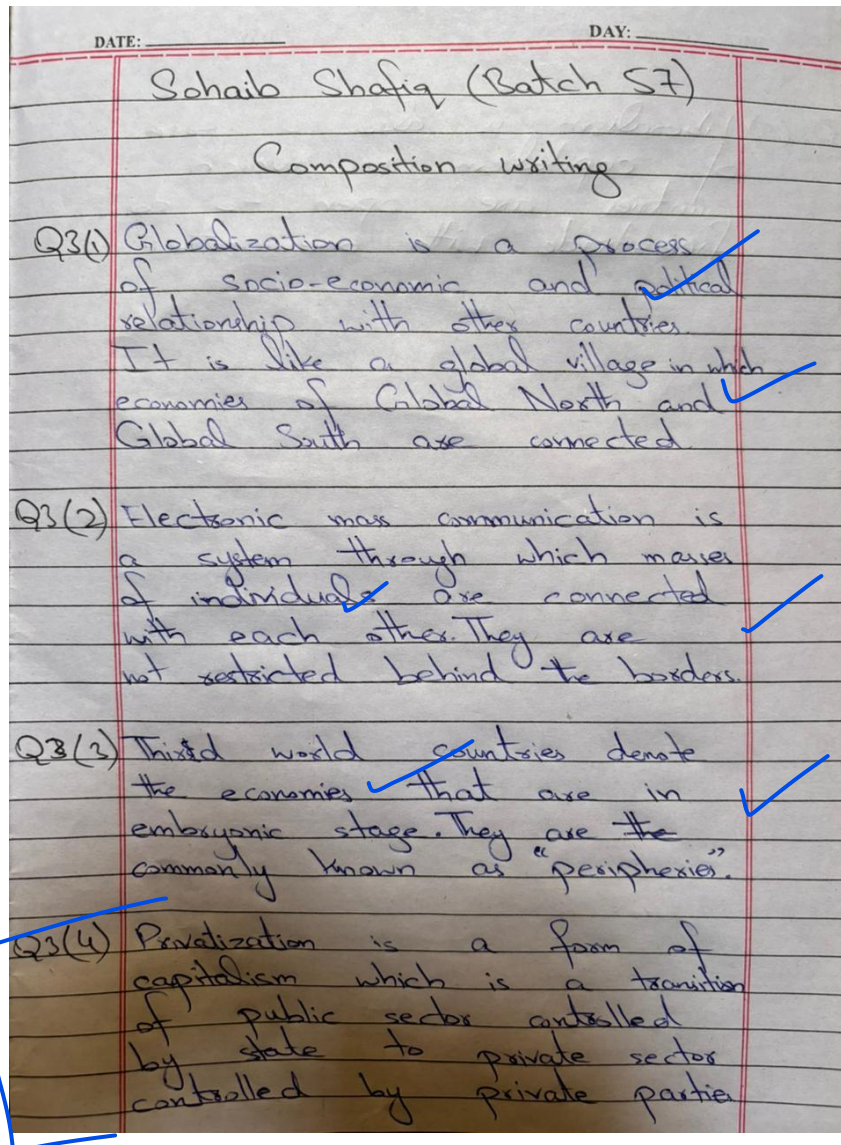 DATE: DAY:
Sohaib Shafiq (Batch 57)
Composition writing
Q3(1) Globalization is a process
of socio-economic and political
relationship with other countries.
It is like a global village in which
economies of Global North and
Global South are connected
Q3(2) Electronic mass communication is
a system through which masses
of individuals are connected
with each other. They are
not restricted behind the borders.
Q3(3) Third world countries denote
the economies that are in
embryonic stage. They are the
commonly known as "peripheries".
Q3(4) Privatization is a form of
capitalism which is a transition
of public sector controlled
by state to private sector
controlled by private partie